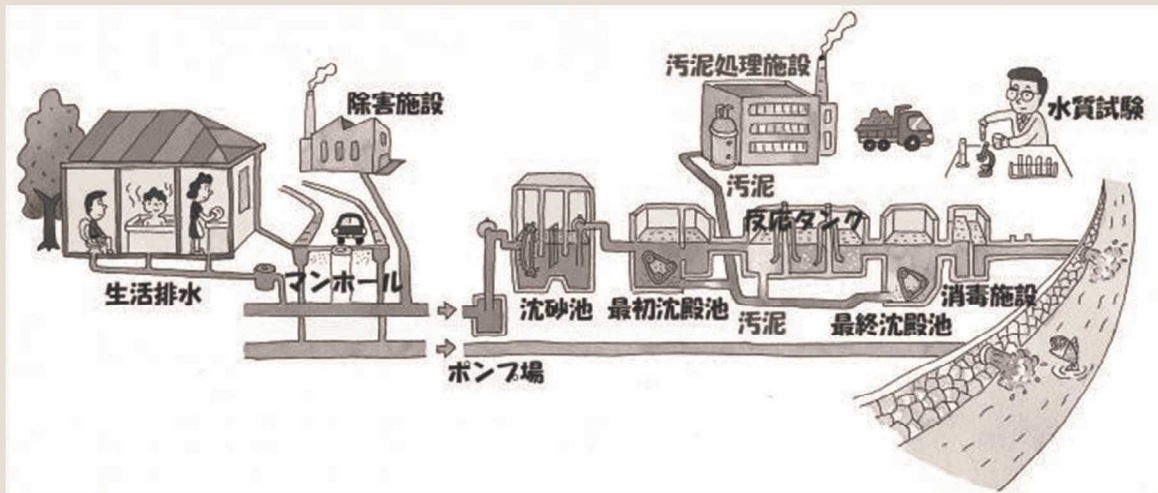 汚泥処理施設
除害施設
水質試験
汚泥
反応タンク
生活排水
マンホール
沈砂池
最初沈殿池
汚泥
最終沈殿池
消毒施設
ポンプ場